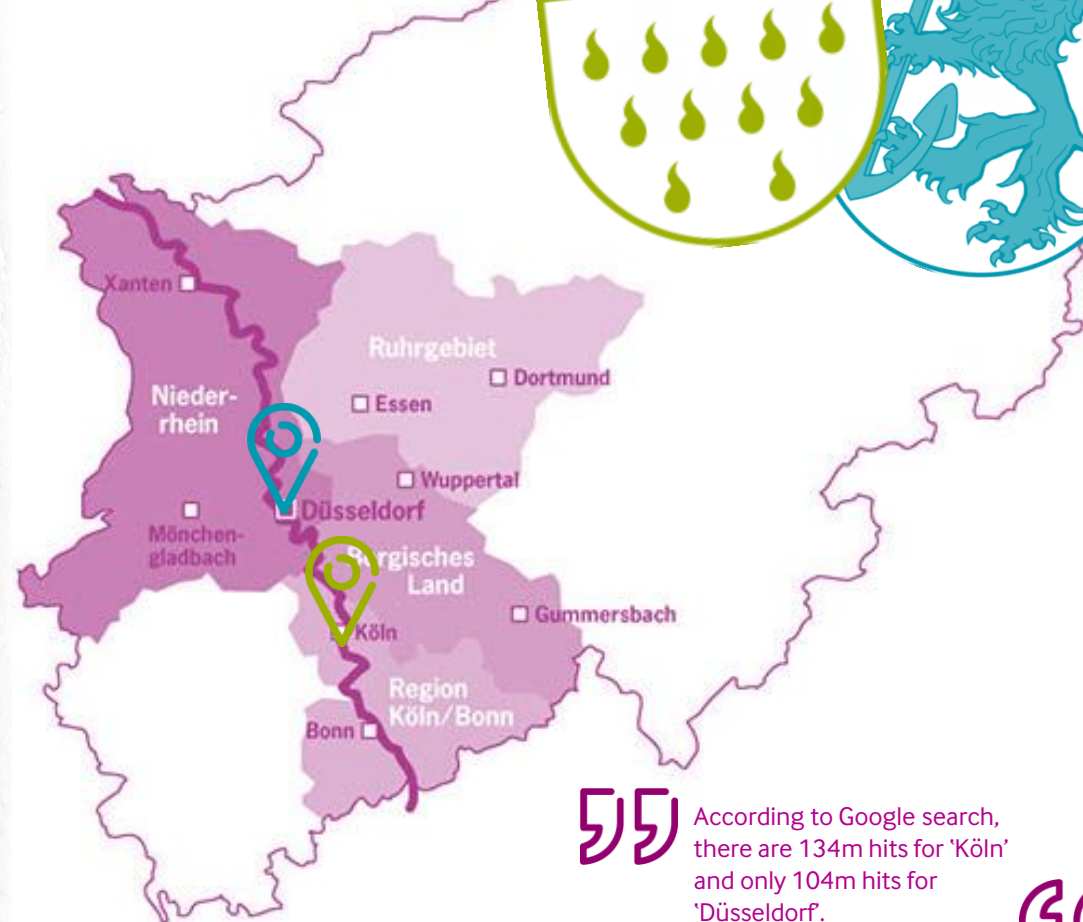 Xanten
Ruhrgebiet
Dortmund
Essen
Nieder-
rhein
Wuppertal
Düsseldorf
Mönchen-
gladbach
Bergisches
Land
Gummersbach
Köln
Region
Köln/Bonn
Bonn
According to Google search,
there are 134m hits for ‘Köln’
and only 104m hits for
‘Düsseldorf’.